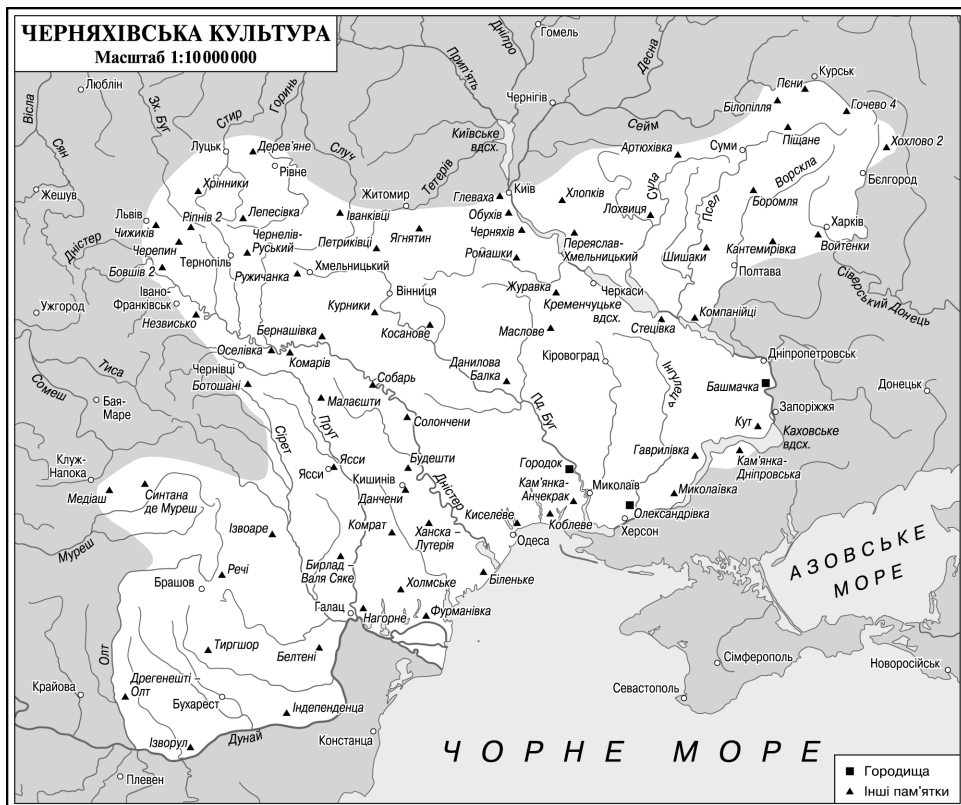 ЧЕРНЯХІВСЬКА КУЛЬТУРА
Масштаб 1:10000000
Гомель
Дніпро
Десна
Прип'ять
Люблін
Вісла
Зх. Буг
Стир
Горинь
Чернігів
Сейм
Пєни
Курськ
Білопілля
Гочево 4
Піщане
Хохлово 2
Сян
Луцьк
Дерев'яне
Случ
Київське
вдсх.
Артюхівка
Суми
Рівне
Тетерів
Ворскла
Бєлгород
Жешув
Хрінники
Житомир
Глеваха
Київ
Хлопків
Сула
Псел
Боромля
Львів
Чижиків
Ріпнів 2
Лепесівка
Іванківці
Обухів
Лохвиця
Харків
Дністер
Черепин
Чернелів-
Руський
Петриківці
Ягнятин
Черняхів
Переяслав-
Хмельницький
Шишаки
Кантемирівка
Войтенки
Бовшів 2
Тернопіль
Ружичанка
Хмельницький
Ромашки
Полтава
Сіверський Донець
Івано-
Франківськ
Вінниця
Журавка
Черкаси
Ужгород
Незвисько
Курники
Косанове
Кременчуцьке
вдсх.
Маслове
Стецівка
Компанійці
Бернашівка
Оселівка
Комарів
Тиса
Чернівці
Ботошані
Данилова
Балка
Кіровоград
Дніпропетровськ
Сомеш
Бая-
Маре
Собарь
Малаєшти
Інгулець
Башмачка
Донецьк
Пд. Буг
Солончени
Запоріжжя
Сірет
Прут
Кут
Каховське
вдсх.
Клуж-
Напока
Ясси
Ясси
Будешти
Гаврилівка
Кам'янка-
Дніпровська
Медіаш
Синтана
де Муреш
Кишинів
Данчени
Дністер
Городок
Кам'янка-
Анчекрак
Миколаїв
Миколаївка
Муреш
Ізвоаре
Комрат
Ханска –
Лутерія
Киселеве
Коблеве
Олександрівка
Херсон
Одеса
Бирлад –
Валя Сяке
Речі
Брашов
Холмське
Біленьке
АЗОВСЬКЕ
МОРЕ
Галац
Нагорне
Фурманівка
Олт
Тиргшор
Белтені
Сімферополь
Новоросійськ
Крайова
Дрегенешті –
Олт
Бухарест
Індепенденца
Севастополь
Ізворул
Дунай
Констанца
ЧОРНЕ МОРЕ
Плевен
Городища
Інші пам'ятки